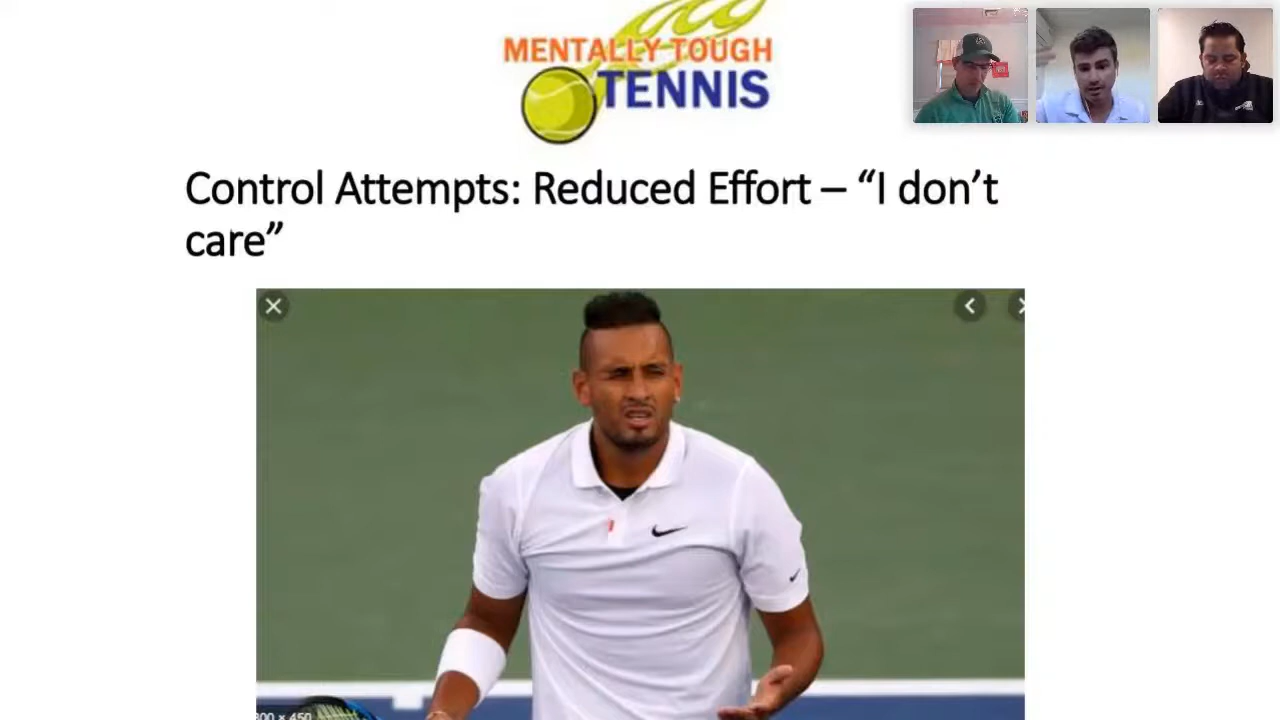 MENTALLY TOUGH
TENNIS
Control Attempts: Reduced Effort – “I don’t
care”